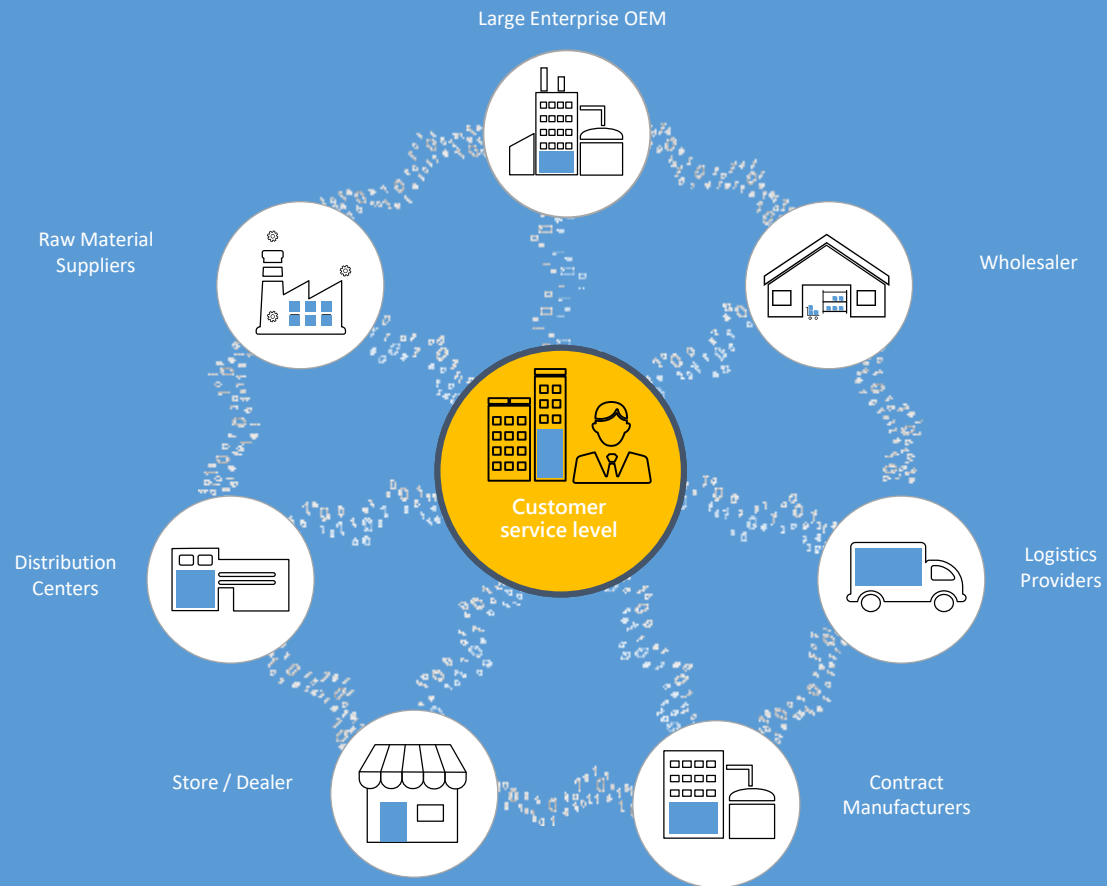 Large Enterprise OEM
Raw Material
Suppliers
Wholesaler
Customer
service level
Distribution
Centers
Logistics
Providers
Store / Dealer
Contract
Manufacturers